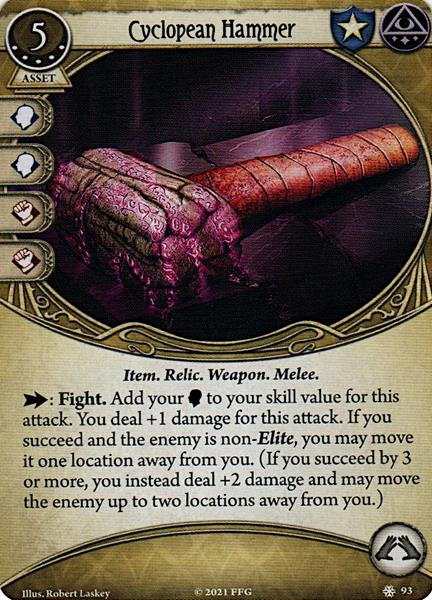 Cyclopean Hammer
5
ASSET
Item. Relic. Weapon. Melee.
: Fight. Add your to your skill value for this
attack. You deal +1 damage for this attack. If you
succeed and the enemy is non-Elite, you may move
it one location away from you. (If you succeed by 3
or more, you instead deal +2 damage and may move
the enemy up to two locations away from you.)
Illus. Robert Laskey
© 2021 FFG
93